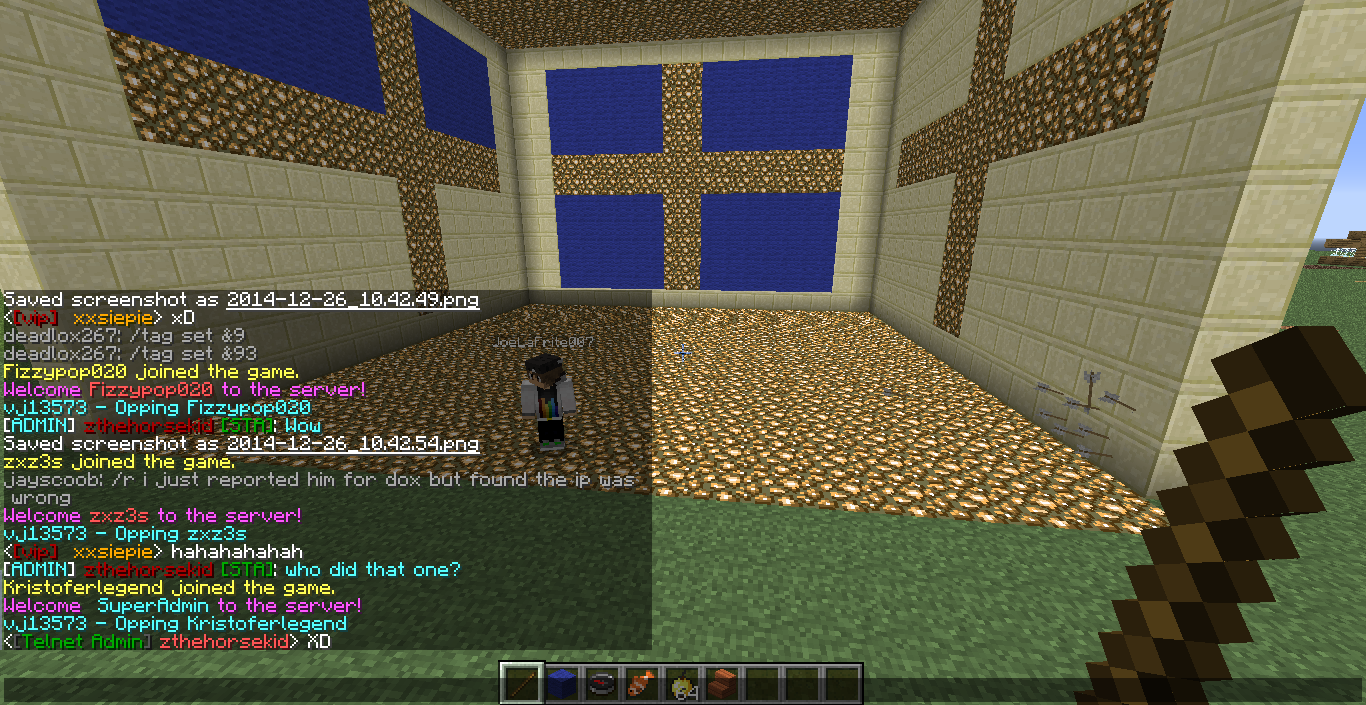 Saved screenshot as 2014-12-26_10.42.49.png
<[vip] xxsiepie> xD
deadlox267: /tag set &9
deadlox267: /tag set &93
Fizzypop020 joined the game.
Welcome Fizzypop020 to the server!
vj13573 - Opping Fizzypop020
[ADMIN] zthehorsekid [STA]: Wow
Saved screenshot as 2014-12-26_10.42.54.png
zxz3s joined the game.
jayscoob: /r i just reported him for dox but found the ip was
wrong
Welcome zxz3s to the server!
vj13573 - Opping zxz3s
<[vip] xxsiepie> hahahahahah
[ADMIN] zthehorsekid [STA]: who did that one?
Kristoferlegend joined the game.
Welcome SuperAdmin to the server!
vj13573 - Opping Kristoferlegend
<[Telnet Admin] zthehorsekid> XD
JoeLaFrite007
64